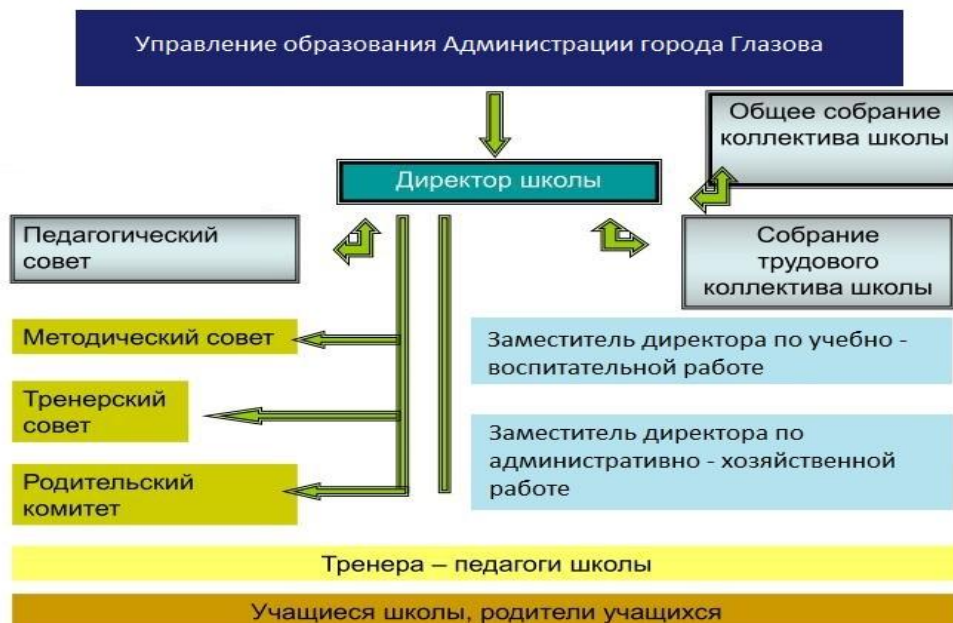 Управление образования Администрации города Глазова
Общее собрание
коллектива школы
Директор школы
Педагогический
совет
Собрание
трудового
коллектива школы
Методический совет
Заместитель директора по учебно -
воспитательной работе
Тренерский
совет
Заместитель директора по
административно - хозяйственной
работе
Родительский
комитет
Тренера – педагоги школы
Учащиеся школы, родители учащихся